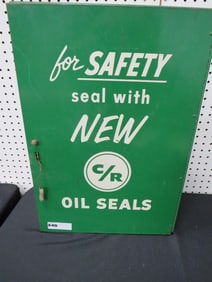 for SAFETY
seal with
NEW
C/R
OIL SEALS